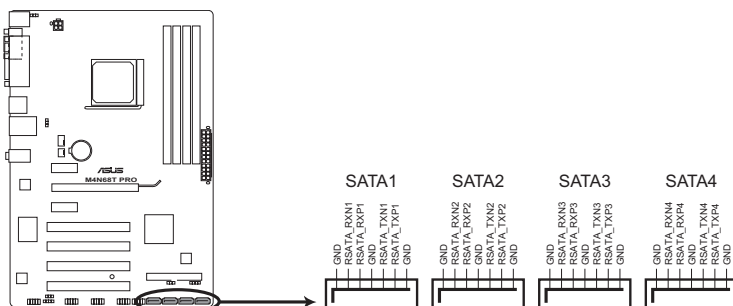 ASUS
M4N68T PRO
SATA1
GND
RSATA_RXN1
RSATA_RXP1
GND
RSATA_TXN1
RSATA_TXP1
GND
SATA2
GND
RSATA_RXN2
RSATA_RXP2
GND
RSATA_TXN2
RSATA_TXP2
GND
SATA3
GND
RSATA_RXN3
RSATA_RXP3
GND
RSATA_TXN3
RSATA_TXP3
GND
SATA4
GND
RSATA_RXN4
RSATA_RXP4
GND
RSATA_TXN4
RSATA_TXP4
GND